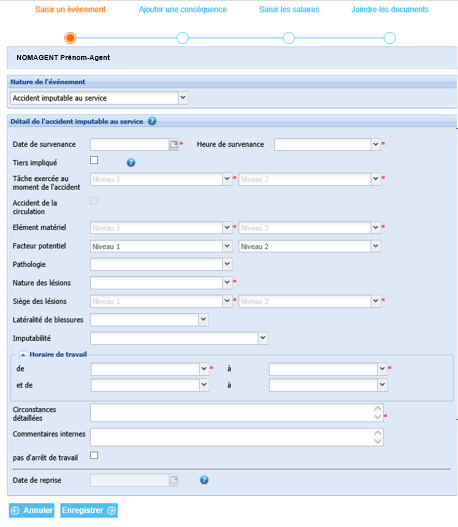 Saisir un évènement Ajouter une conséquence Saisir les salaires Joindre les documents
NOMAGENT Prénom-Agent
Nature de l'événement
Accident imputable au service
Détail de l'accident imputable au service ?
Date de survenance * Heure de survenance *
Tiers impliqué ?
Tâche exercée au moment de l'accident Niveau 1 * Niveau 2 *
Accident de la circulation
Elément matériel Niveau 1 * Niveau 2 *
Facteur potentiel Niveau 1 Niveau 2
Pathologie
Nature des lésions *
Siège des lésions Niveau 1 * Niveau 2 *
Latéralité de blessures
Imputabilité
Horaire de travail
de * à *
et de à
Circonstances détaillées *
Commentaires internes
pas d'arrêt de travail
Date de reprise ?
Annuler Enregistrer